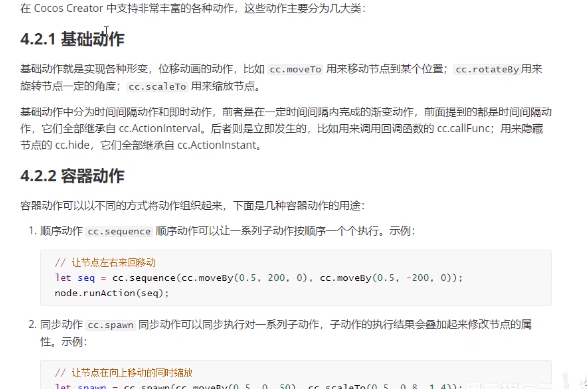 在 Cocos Creator 中支持非常丰富的各种动作，这些动作主要分为几大类：
4.2.1 基础动作
基础动作就是实现各种形变，位移动画的动作，比如 cc.moveTo 用来移动节点到某个位置；cc.rotateBy用来
旋转节点一定的角度；cc.scaleTo 用来缩放节点。
基础动作中分为时间间隔动作和即时动作，前者是在一定时间间隔内完成的渐变动作，前面提到的都是时间间隔动
作，它们全部继承自 cc.ActionInterval。后者则是立即发生的，比如用来调用回调函数的 cc.callFunc；用来隐藏
节点的 cc.hide，它们全部继承自 cc.ActionInstant。
4.2.2 容器动作
容器动作可以以不同的方式将动作组织起来，下面是几种容器动作的用途：
1. 顺序动作 cc.sequence 顺序动作可以让一系列子动作按顺序一个个执行。示例：
// 让节点左右来回移动
let seq = cc.sequence(cc.moveBy(0.5, 200, 0), cc.moveBy(0.5, -200, 0));
node.runAction(seq);
2. 同步动作 cc.spawn 同步动作可以同步执行对一系列子动作，子动作的执行结果会叠加起来修改节点的属
性。示例：
// 让节点在向上移动的同时缩放
let spawn = cc.spawn(cc.moveBy(0.5, 0, 50), cc.scaleTo(0.5, 0.8, 1.4));